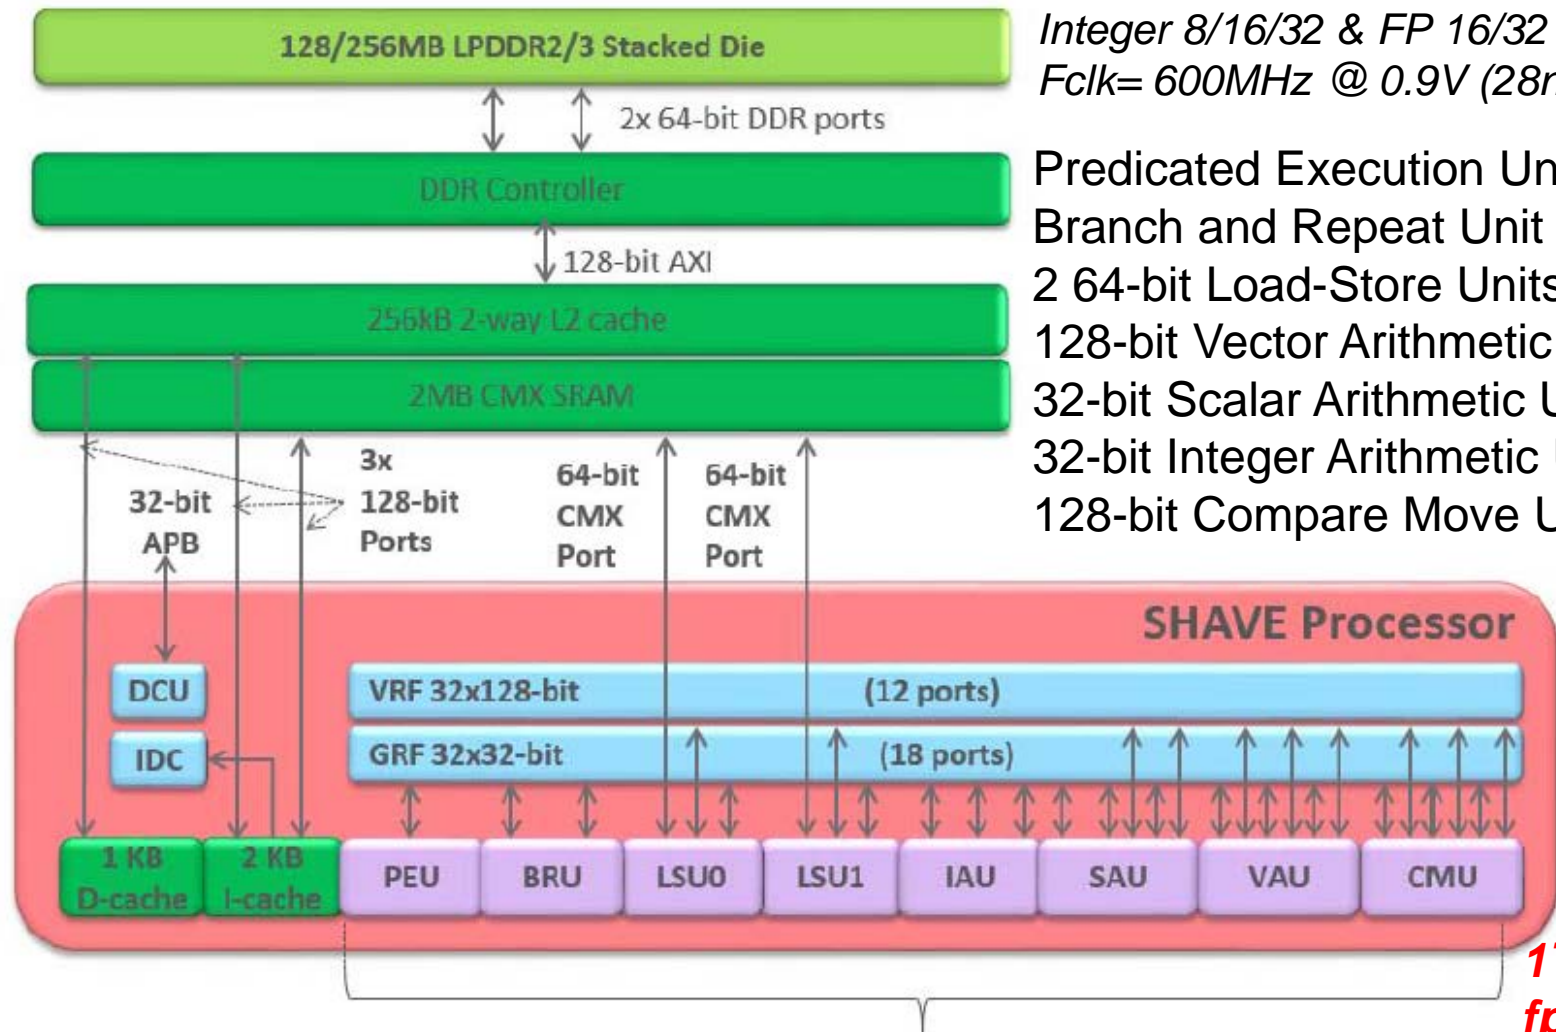 128/256MB LPDDR2/3 Stacked Die
2x 64-bit DDR ports
DDR Controller
128-bit AXI
256kB 2-way L2 cache
2MB CMX SRAM
Integer 8/16/32 & FP 16/32
Fclk= 600MHz @ 0.9V
Predicated Execution
Branch and Repeat Unit
2 64-bit Load-Store Units
128-bit Vector Arithmetic
32-bit Scalar Arithmetic
32-bit Integer Arithmetic
128-bit Compare Move
32-bit
APB
3x
128-bit
Ports
64-bit
CMX
Port
64-bit
CMX
Port
SHAVE Processor
DCU
IDC
VRF 32x128-bit (12 ports)
GRF 32x32-bit (18 ports)
1 KB
D-cache
2 KB
I-cache
PEU
BRU
LSU0
LSU1
IAU
SAU
VAU
CMU